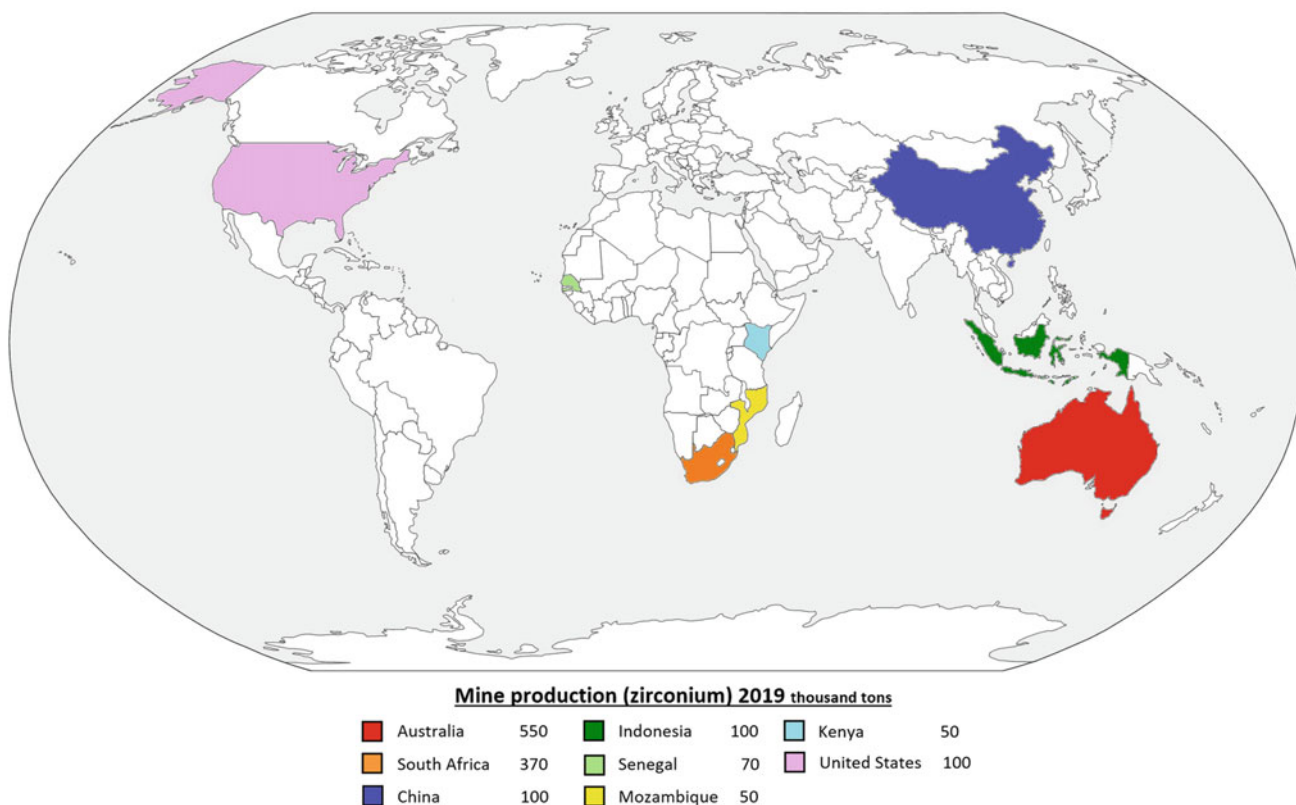 Mine production (zirconium) 2019 thousand tons
Australia 550 Indonesia 100 Kenya 50
South Africa 370 Senegal 70 United States 100
China 100 Mozambique 50